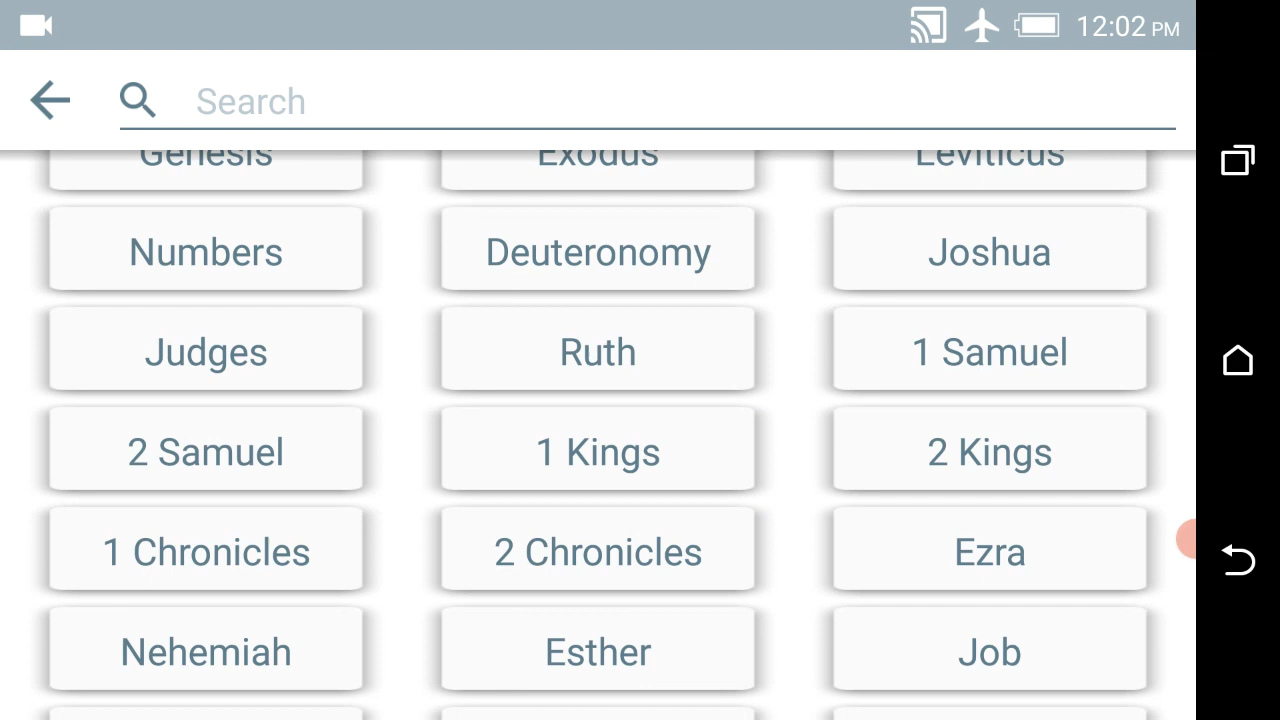 12:02 PM
Search
Genesis Exodus Leviticus
Numbers Deuteronomy Joshua
Judges Ruth 1 Samuel
2 Samuel 1 Kings 2 Kings
1 Chronicles 2 Chronicles Ezra
Nehemiah Esther Job